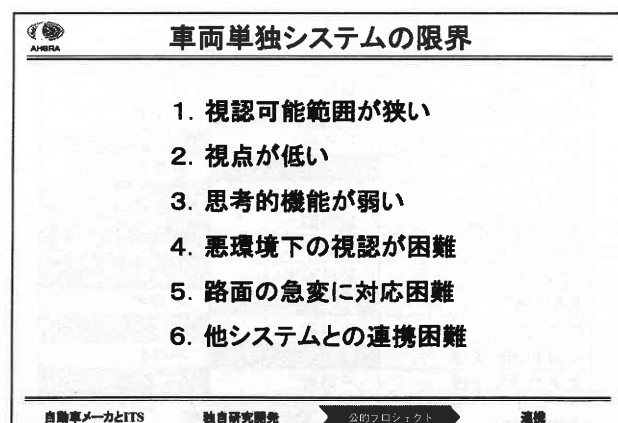 AHSRA
車両単独システムの限界
1. 視認可能範囲が狭い
2. 視点が低い
3. 思考的機能が弱い
4. 悪環境下の視認が困難
5. 路面の急変に対応困難
6. 他システムとの連携困難
自動車メーカとITS 独自研究開発 公的プロジェクト 連携